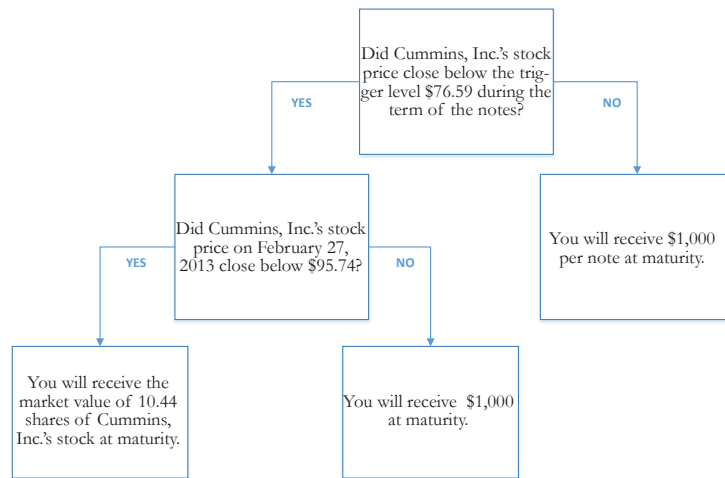 Did Cummins, Inc.'s stock
price close below the trig-
ger level $76.59 during the
term of the notes?
YES
NO
Did Cummins, Inc.'s stock
price on February 27,
2013 close below $95.74?
You will receive $1,000
per note at maturity.
YES
NO
You will receive the
market value of 10.44
shares of Cummins,
Inc.'s stock at maturity.
You will receive $1,000
at maturity.